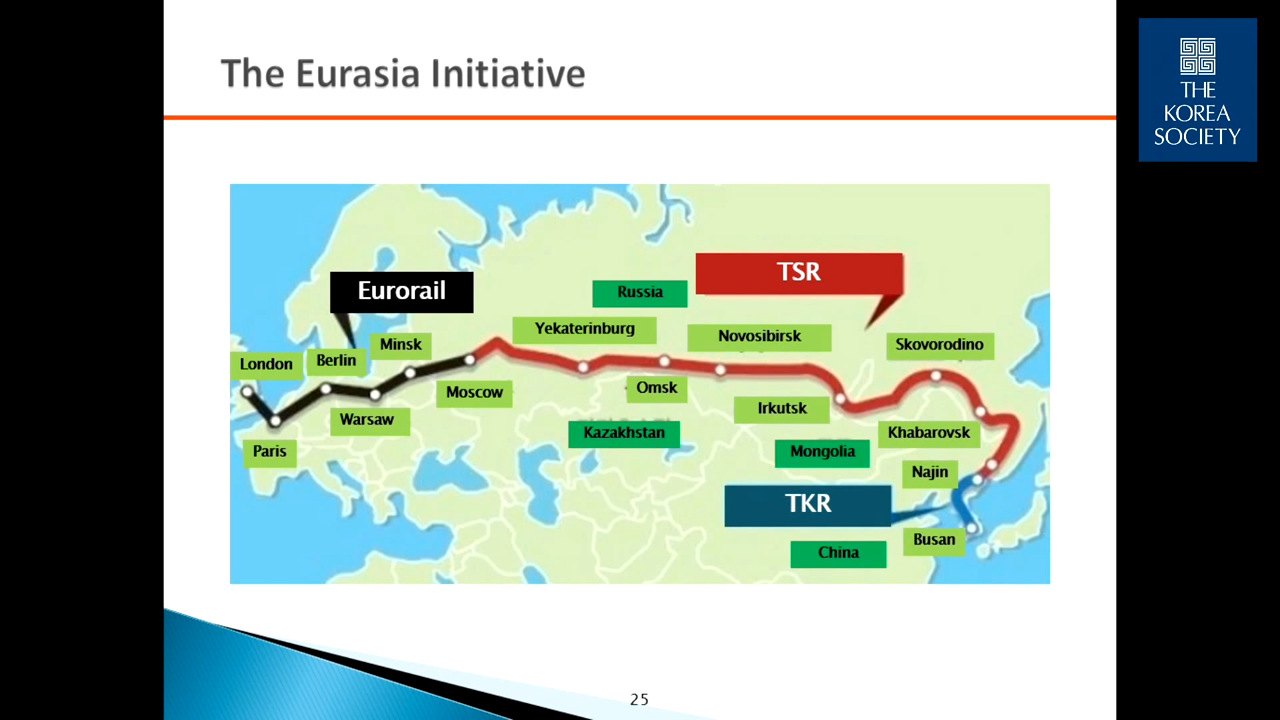 The Eurasia Initiative
THE
KOREA
SOCIETY
TSR
Eurorail
Russia
Yekaterinburg
Novosibirsk
Skovorodino
Minsk
Berlin
London
Moscow
Omsk
Warsaw
Irkutsk
Khabarovsk
Kazakhstan
Paris
Mongolia
Najin
TKR
Busan
China
25